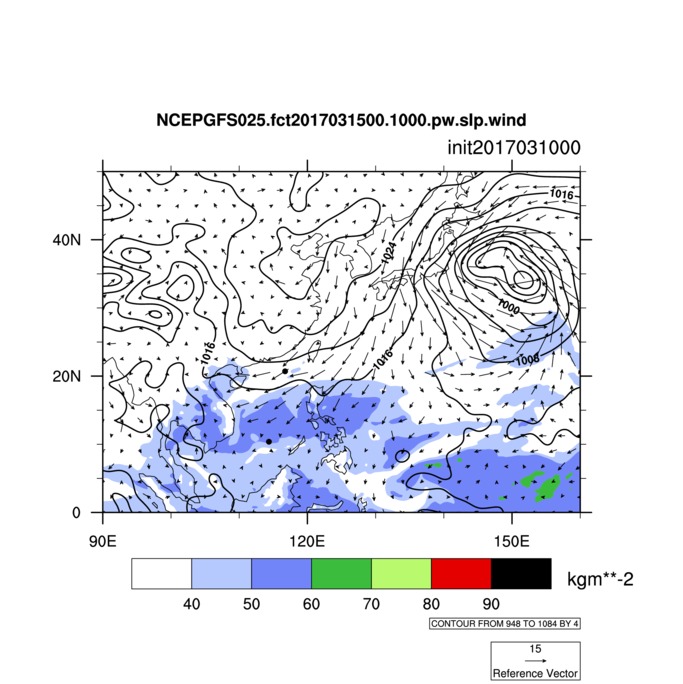 NCEPGFS025.fct2017031500.1000.pw.slp.wind
init2017031000
1016
40N
1024
1000
1016
1016
1008
20N
0
90E 120E 150E
kgm**-2
40 50 60 70 80 90
CONTOUR FROM 948 TO 1084 BY 4
15
Reference Vector